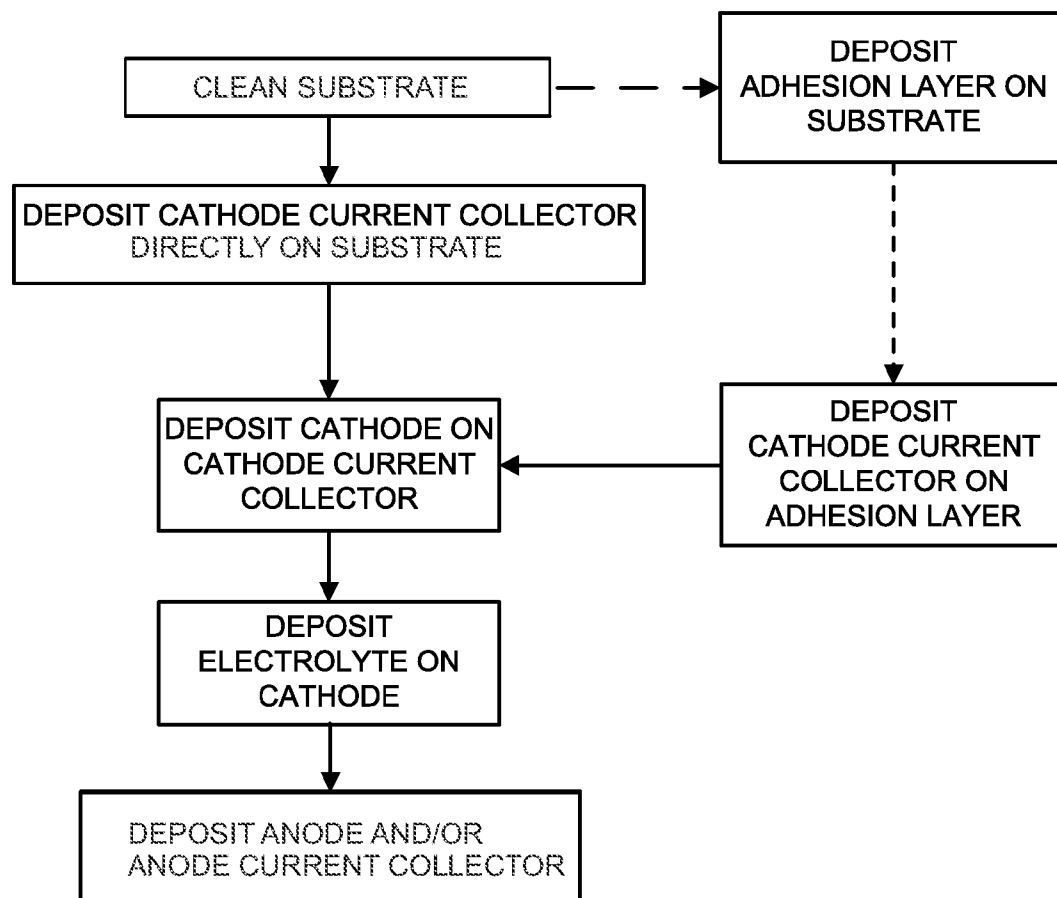 CLEAN SUBSTRATE
DEPOSIT
ADHESION LAYER ON
SUBSTRATE
DEPOSIT CATHODE CURRENT COLLECTOR
DIRECTLY ON SUBSTRATE
DEPOSIT CATHODE ON
CATHODE CURRENT
COLLECTOR
DEPOSIT
CATHODE CURRENT
COLLECTOR ON
ADHESION LAYER
DEPOSIT
ELECTROLYTE ON
CATHODE
DEPOSIT ANODE AND/OR
ANODE CURRENT COLLECTOR